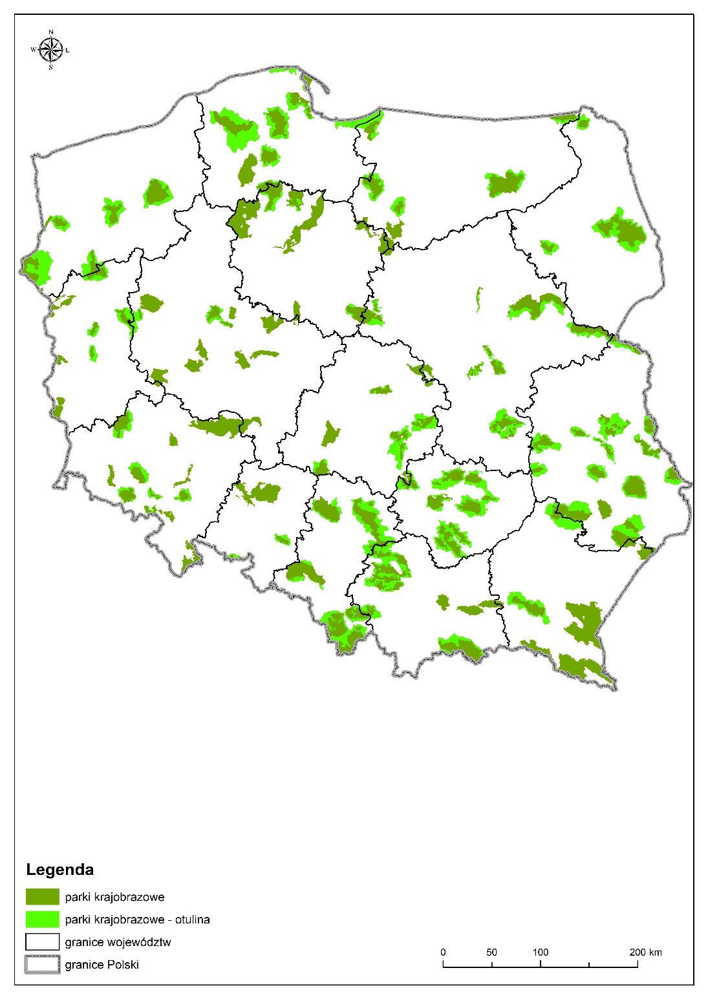 N
W L
S
Legenda
parki krajobrazowe
parki krajobrazowe - otulina
granice województw
granice Polski
0 50 100 200 km